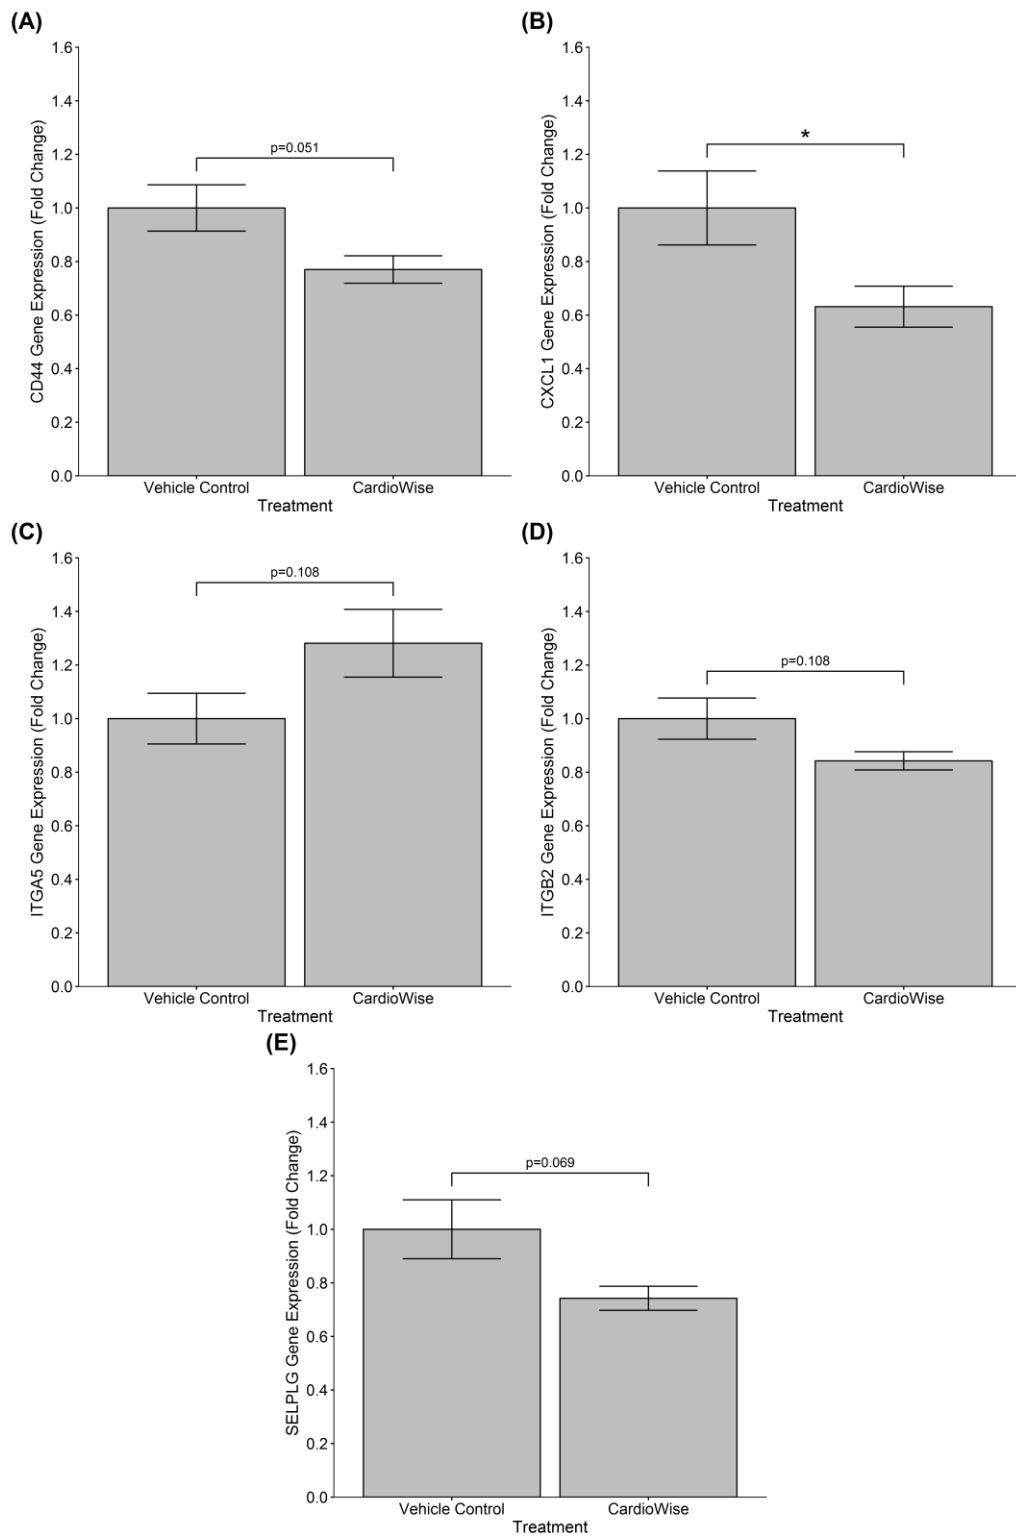 (A)
CD44 Gene Expression (Fold Change)
1.6
1.4
1.2
1.0
0.8
0.6
0.4
0.2
0.0
p=0.051
Vehicle Control CardioWise
Treatment
(B)
CXCL1 Gene Expression (Fold Change)
1.6
1.4
1.2
1.0
0.8
0.6
0.4
0.2
0.0
*
Vehicle Control CardioWise
Treatment
(C)
ITGA5 Gene Expression (Fold Change)
1.6
1.4
1.2
1.0
0.8
0.6
0.4
0.2
0.0
p=0.108
Vehicle Control CardioWise
Treatment
(D)
ITGB2 Gene Expression (Fold Change)
1.6
1.4
1.2
1.0
0.8
0.6
0.4
0.2
0.0
p=0.108
Vehicle Control CardioWise
Treatment
(E)
SELPLG Gene Expression (Fold Change)
1.6
1.4
1.2
1.0
0.8
0.6
0.4
0.2
0.0
p=0.069
Vehicle Control CardioWise
Treatment